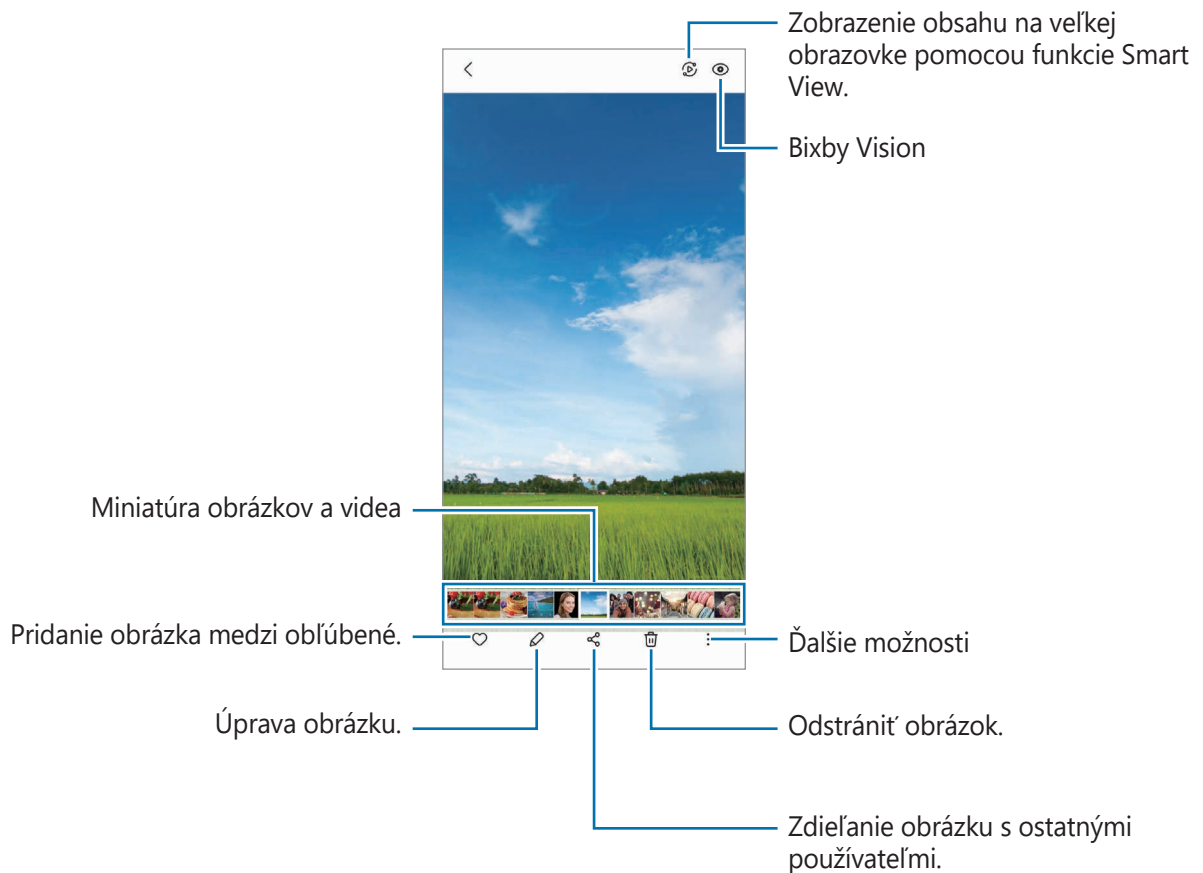 Zobrazenie obsahu na veľkej
obrazovke pomocou funkcie Smart
View.
Bixby Vision
Miniatúra obrázkov a videa
Pridanie obrázka medzi obľúbené.
Ďalšie možnosti
Úprava obrázku.
Odstrániť obrázok.
Zdieľanie obrázku s ostatnými
používateľmi.